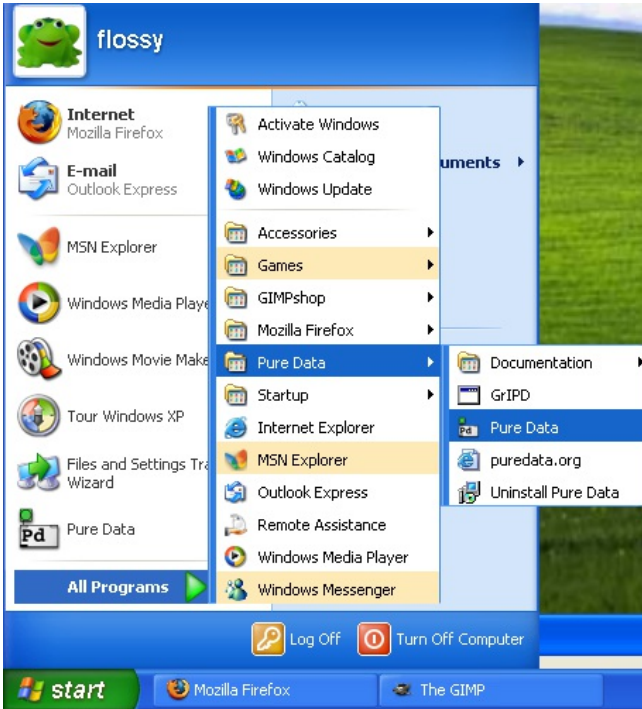 flossy
Internet
Mozilla Firefox
E-mail
Outlook Express
MSN Explorer
Windows Media Playe
Windows Movie Make
Tour Windows XP
Files and Settings Tra
Wizard
Pd
Pure Data
All Programs
Activate Windows
Windows Catalog
Windows Update
Accessories
Games
GIMPshop
Mozilla Firefox
Pure Data
Startup
Internet Explorer
MSN Explorer
Outlook Express
Remote Assistance
Windows Media Player
Windows Messenger
uments
Documentation
GrIPD
Pd
Pure Data
puredata.org
Uninstall Pure Data
Log Off
Turn Off Computer
start
Mozilla Firefox
The GIMP